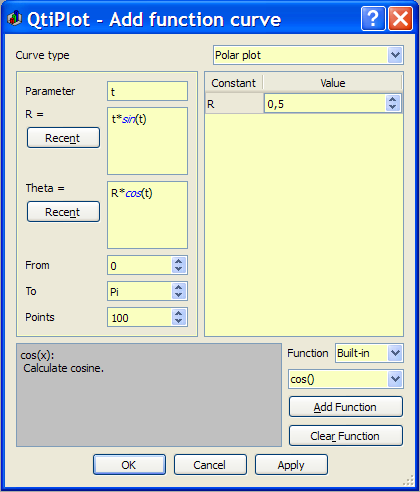 QtiPlot - Add function curve
Curve type
Polar plot
Parameter
t
R =
t*sin(t)
Recent
Theta =
R*cos(t)
Recent
From
0
To
Pi
Points
100
Constant Value
R 0,5
cos(x):
Calculate cosine.
Function Built-in
cos()
Add Function
Clear Function
OK Cancel Apply